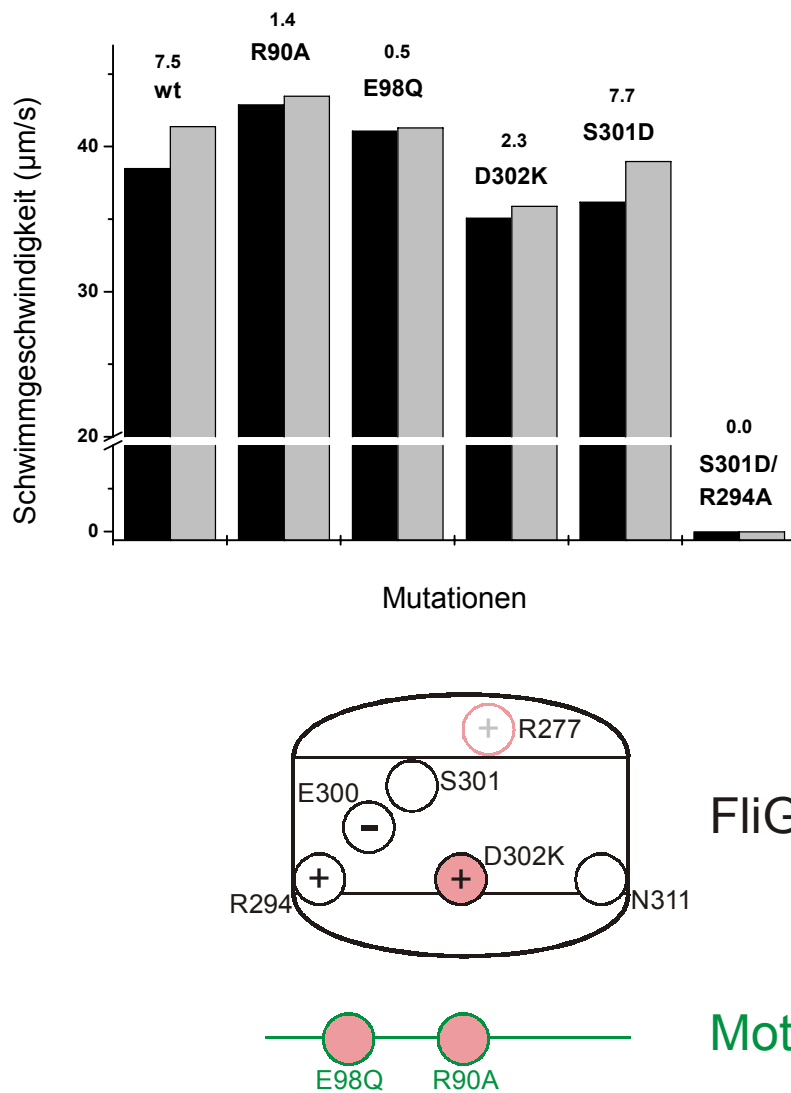 7.5
wt
1.4
R90A
0.5
E98Q
2.3
D302K
7.7
S301D
0.0
S301D/
R294A
Schwimmgeschwindigkeit (µm/s)
40
30
20
0
Mutationen
+
R277
S301
E300
-
D302K
+
R294
+
N311
FliG
E98Q
R90A
Mot